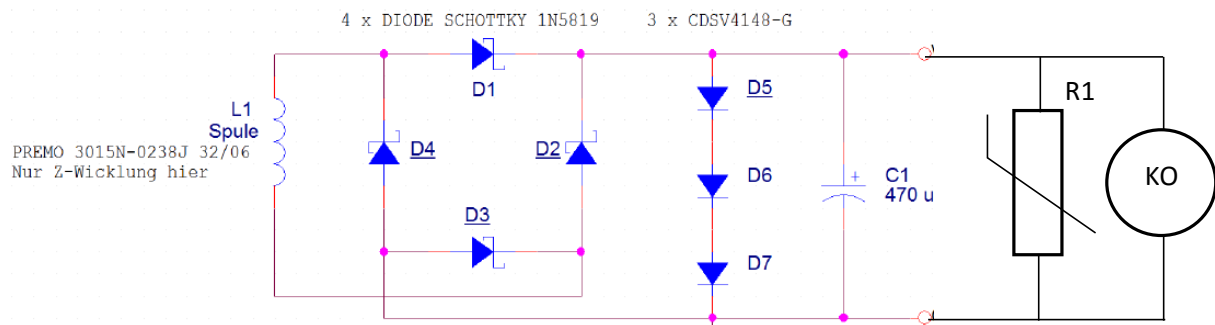 4 x DIODE SCHOTTKY 1N5819
3 x CDSV4148-G
D1
D5
R1
L1
Spule
PREMO 3015N-0238J 32/06
Nur Z-Wicklung hier
D4
D2
D6
+
C1
470 u
KO
D3
D7